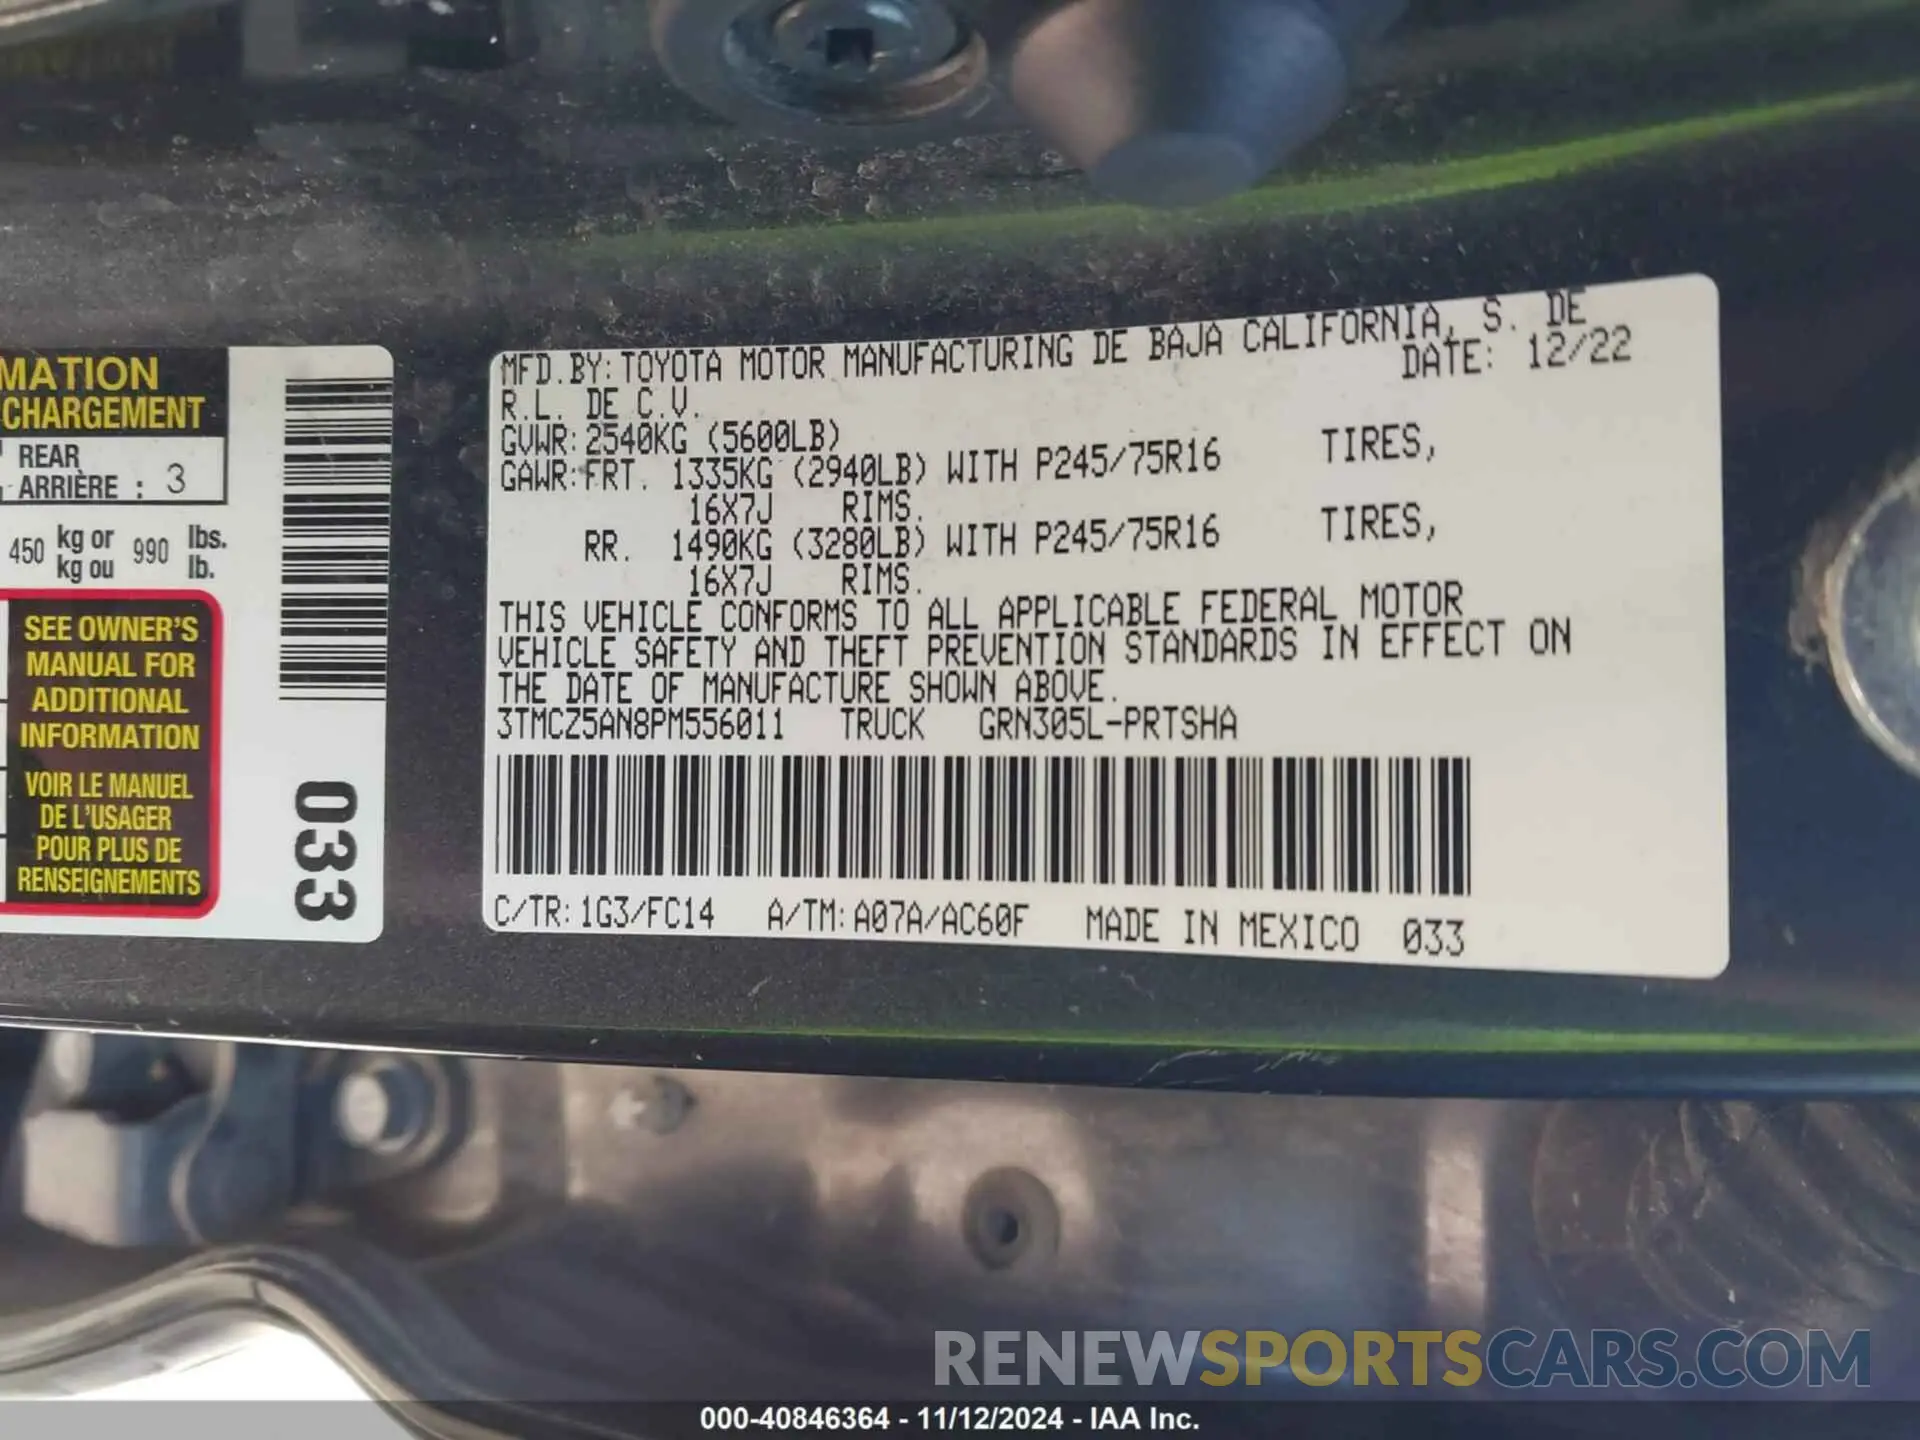 MATION
CHARGEMENT
REAR
ARRIÈRE : 3
450 kg or 990 lbs.
kg ou lb.
SEE OWNER'S
MANUAL FOR
ADDITIONAL
INFORMATION
VOIR LE MANUEL
DE L'USAGER
POUR PLUS DE
RENSEIGNEMENTS
033
MFD.BY:TOYOTA MOTOR MANUFACTURING DE BAJA CALIFORNIA, S. DE
R.L. DE C.V. DATE: 12/22
GVWR:2540KG (5600LB)
GAWR:FRT. 1335KG (2940LB) WITH P245/75R16 TIRES,
16X7J RIMS.
RR. 1490KG (3280LB) WITH P245/75R16 TIRES,
16X7J RIMS.
THIS VEHICLE CONFORMS TO ALL APPLICABLE FEDERAL MOTOR
VEHICLE SAFETY AND THEFT PREVENTION STANDARDS IN EFFECT ON
THE DATE OF MANUFACTURE SHOWN ABOVE.
3TMCZ5AN8PM556011 TRUCK GRN305L-PRTSHA
C/TR:1G3/FC14 A/TM:A07A/AC60F MADE IN MEXICO 033
RENEWSPORTSCARS.COM
000-40846364 - 11/12/2024 - IAA Inc.